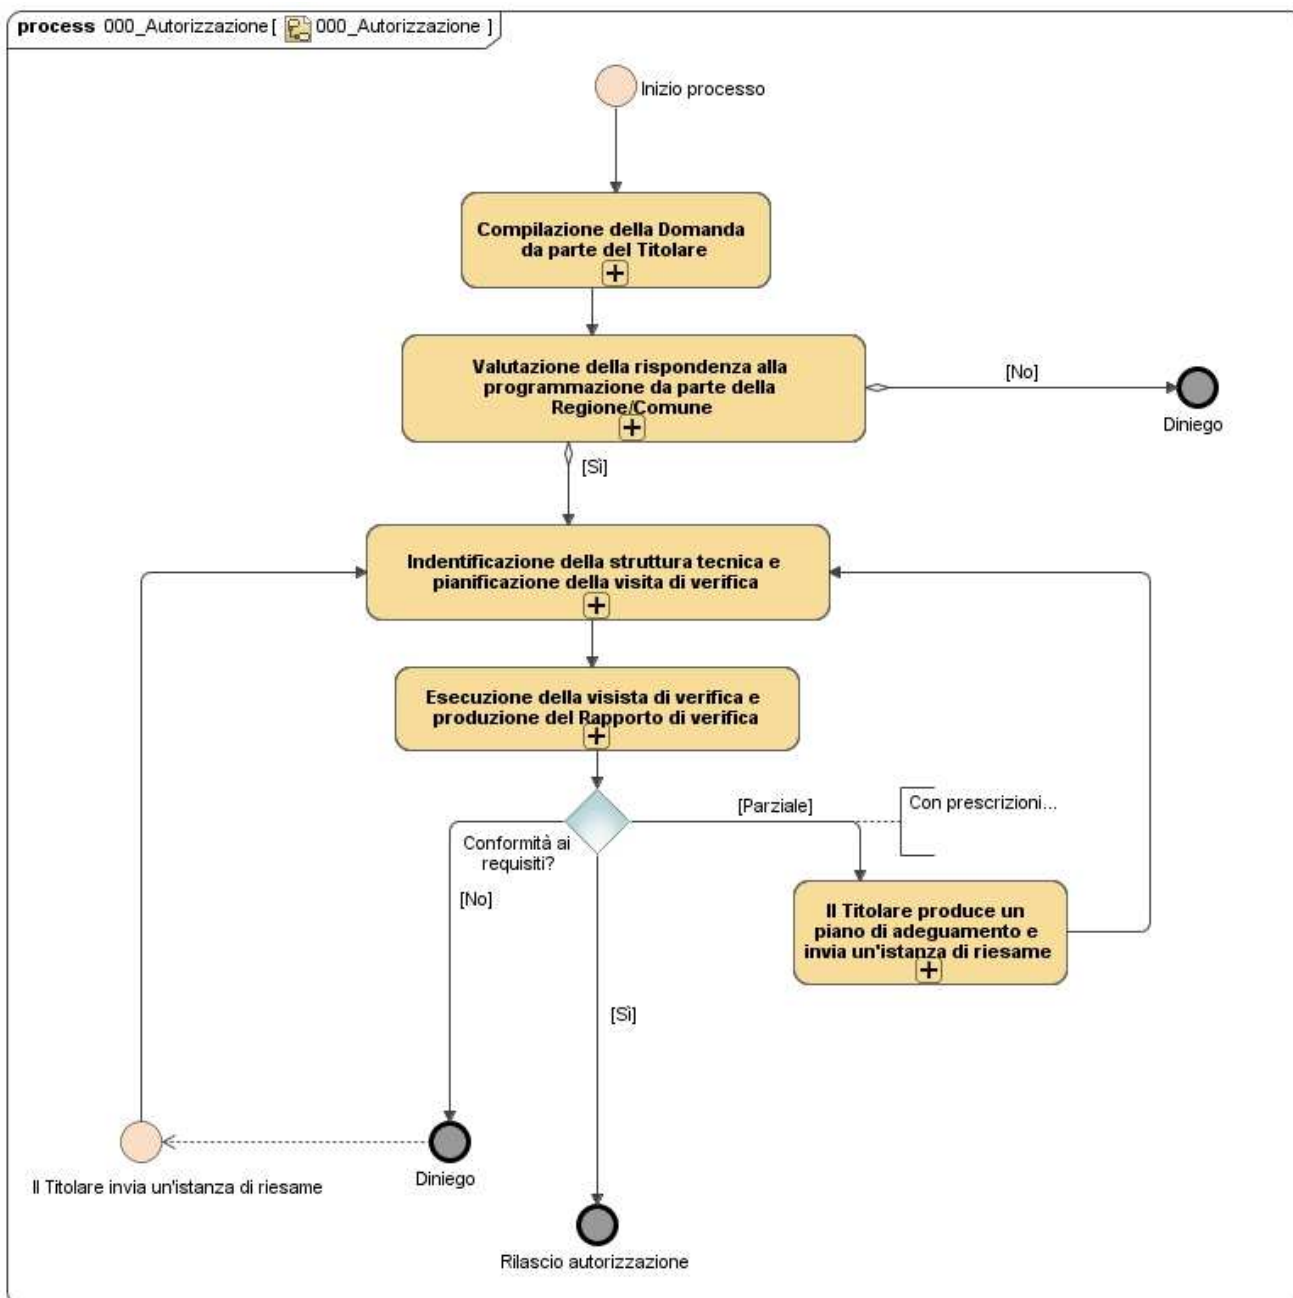 process 000_Autorizzazione [ 000_Autorizzazione ]
Inizio processo
Compilazione della Domanda
da parte del Titolare
Valutazione della rispondenza alla
programmazione da parte della
Regione/Comune
[No]
Diniego
[Sì]
Indentificazione della struttura tecnica e
pianificazione della visita di verifica
Esecuzione della visista di verifica e
produzione del Rapporto di verifica
[Parziale]
Con prescrizioni...
Conformità ai
requisiti?
[No]
Il Titolare produce un
piano di adeguamento e
invia un'istanza di riesame
[Sì]
Diniego
Il Titolare invia un'istanza di riesame
Rilascio autorizzazione